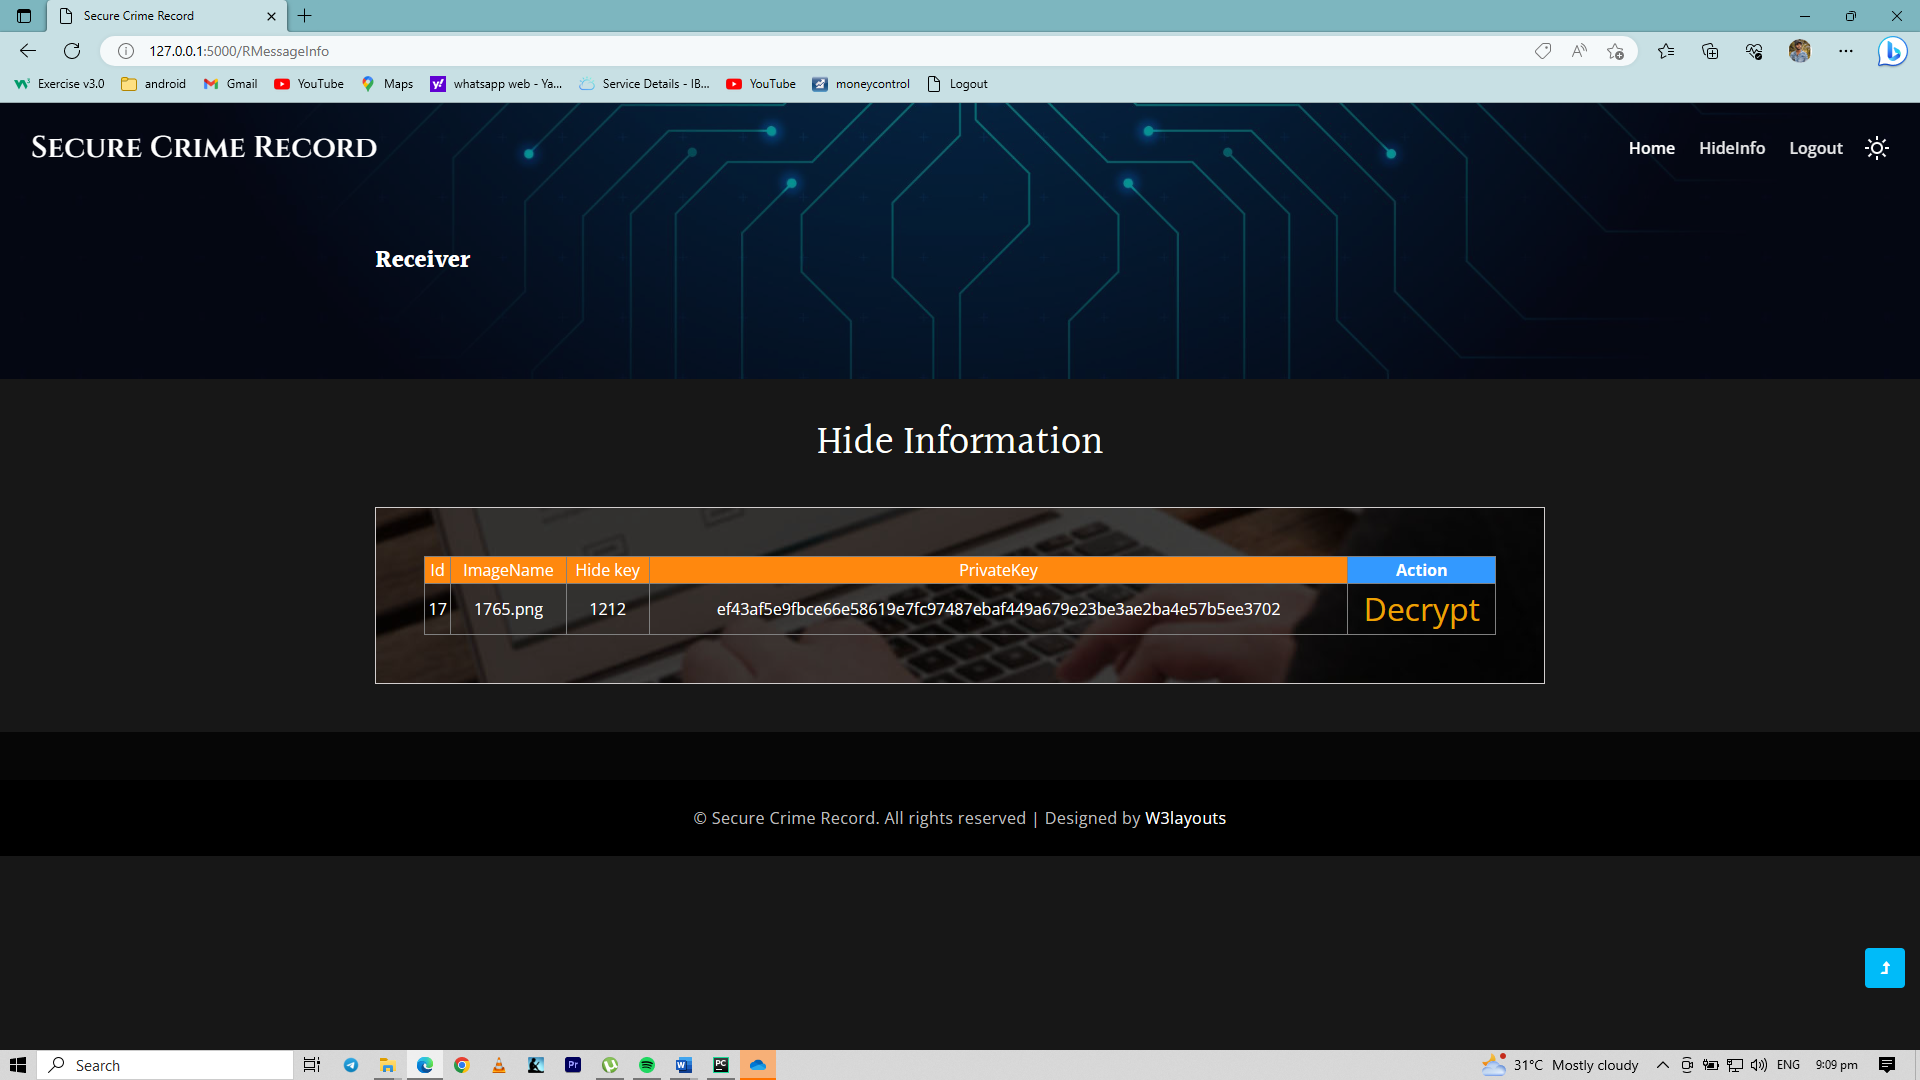 Secure Crime Record
127.0.0.1:5000/RMessageInfo
Exercise v3.0
android
Gmail
YouTube
Maps
whatsapp web - Ya...
Service Details - IB...
YouTube
moneycontrol
Logout
SECURE CRIME RECORD
Home HideInfo Logout
Receiver
Hide Information
Id ImageName Hide key PrivateKey Action
17 1765.png 1212 ef43af5e9fbce66e58619e7fc97487ebaf449a679e23be3ae2ba4e57b5ee3702 Decrypt
© Secure Crime Record. All rights reserved | Designed by W3layouts
Search
31°C Mostly cloudy
ENG
9:09 pm